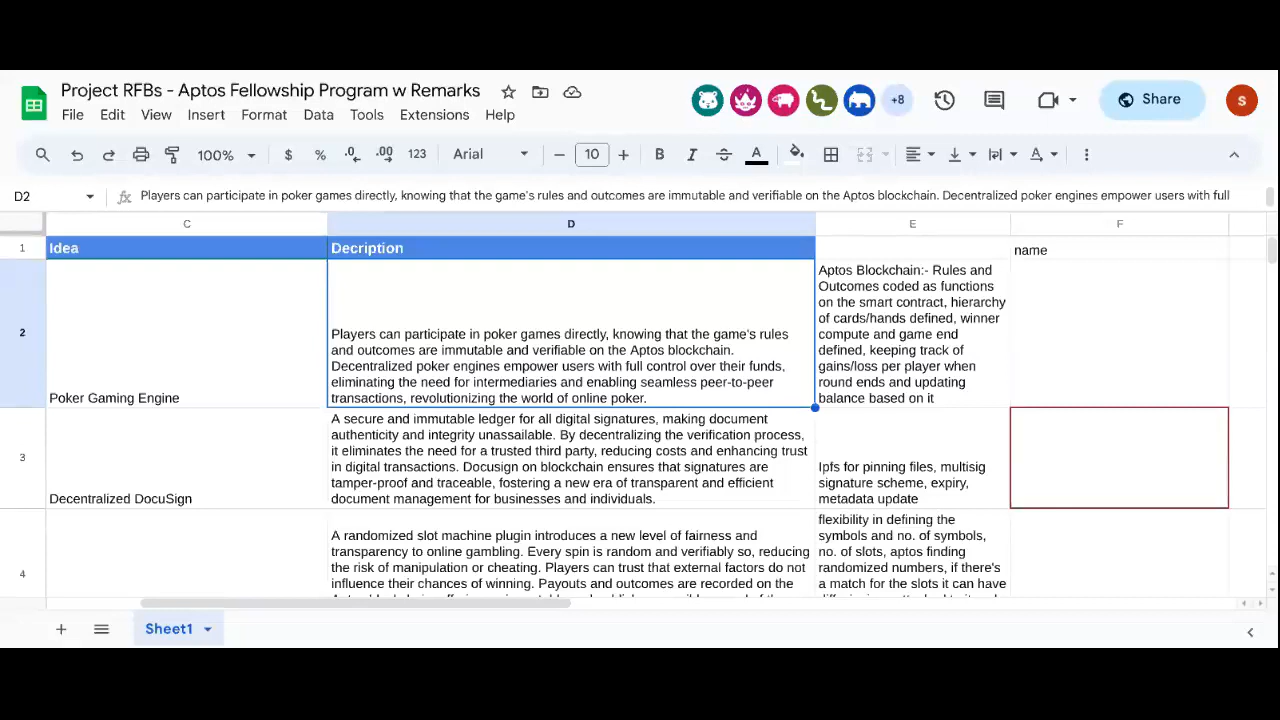 Project RFBs - Aptos Fellowship Program w Remarks
+8
Share
S
File Edit View Insert Format Data Tools Extensions Help
100% $ % .0 .00 123 Arial 10 B I S A A
D2 fx Players can participate in poker games directly, knowing that the game's rules and outcomes are immutable and verifiable on the Aptos blockchain. Decentralized poker engines empower users with full
C D E F
1 Idea Decription name
2
Poker Gaming Engine
Players can participate in poker games directly, knowing that the game's rules
and outcomes are immutable and verifiable on the Aptos blockchain.
Decentralized poker engines empower users with full control over their funds,
eliminating the need for intermediaries and enabling seamless peer-to-peer
transactions, revolutionizing the world of online poker.
Aptos Blockchain:- Rules and
Outcomes coded as functions
on the smart contract, hierarchy
of cards/hands defined, winner
compute and game end
defined, keeping track of
gains/loss per player when
round ends and updating
balance based on it
3
Decentralized DocuSign
A secure and immutable ledger for all digital signatures, making document
authenticity and integrity unassailable. By decentralizing the verification process,
it eliminates the need for a trusted third party, reducing costs and enhancing trust
in digital transactions. Docusign on blockchain ensures that signatures are
tamper-proof and traceable, fostering a new era of transparent and efficient
document management for businesses and individuals.
Ipfs for pinning files, multisig
signature scheme, expiry,
metadata update
4
A randomized slot machine plugin introduces a new level of fairness and
transparency to online gambling. Every spin is random and verifiably so, reducing
the risk of manipulation or cheating. Players can trust that external factors do not
influence their chances of winning. Payouts and outcomes are recorded on the
flexibility in defining the
symbols and no. of symbols,
no. of slots, aptos finding
randomized numbers, if there's
a match for the slots it can have
Sheet1